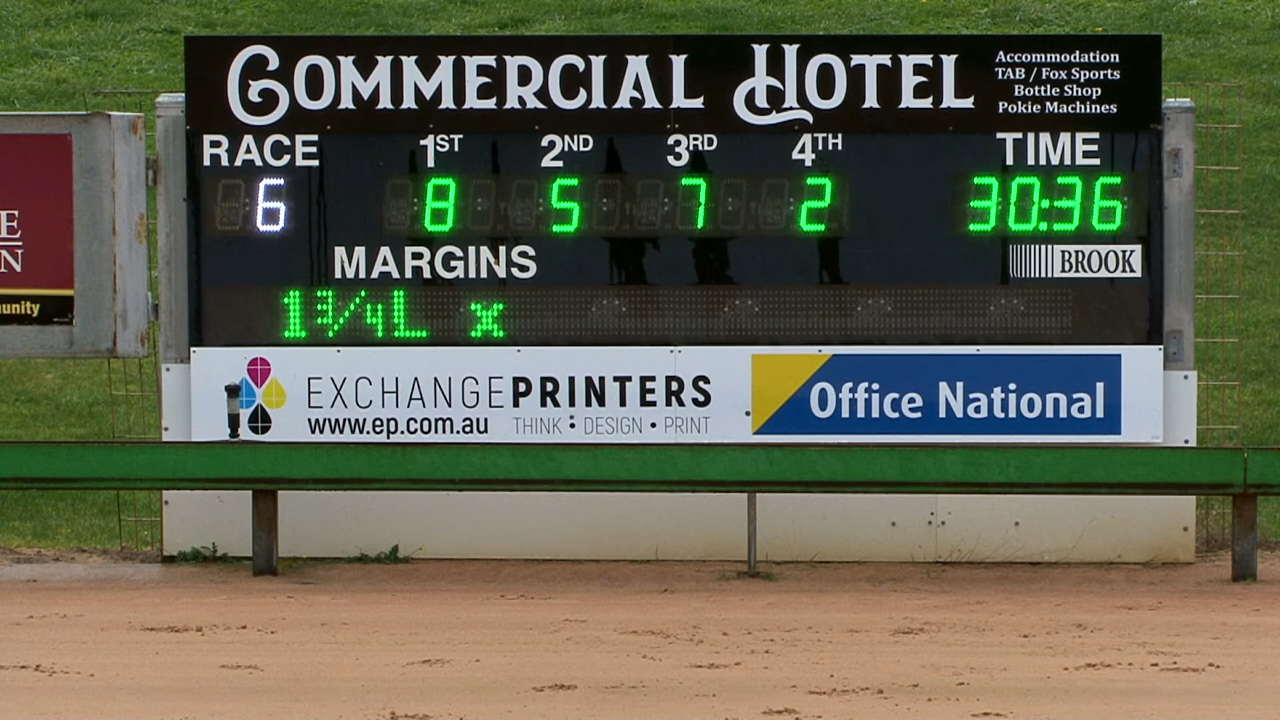 COMMERCIAL HOTEL
Accommodation
TAB / Fox Sports
Bottle Shop
Pokie Machines
RACE 1ST 2ND 3RD 4TH TIME
6 8 5 7 2 30:36
MARGINS
BROOK
1¾L x
E
N
unity
EXCHANGEPRINTERS
www.ep.com.au THINK : DESIGN • PRINT
Office National